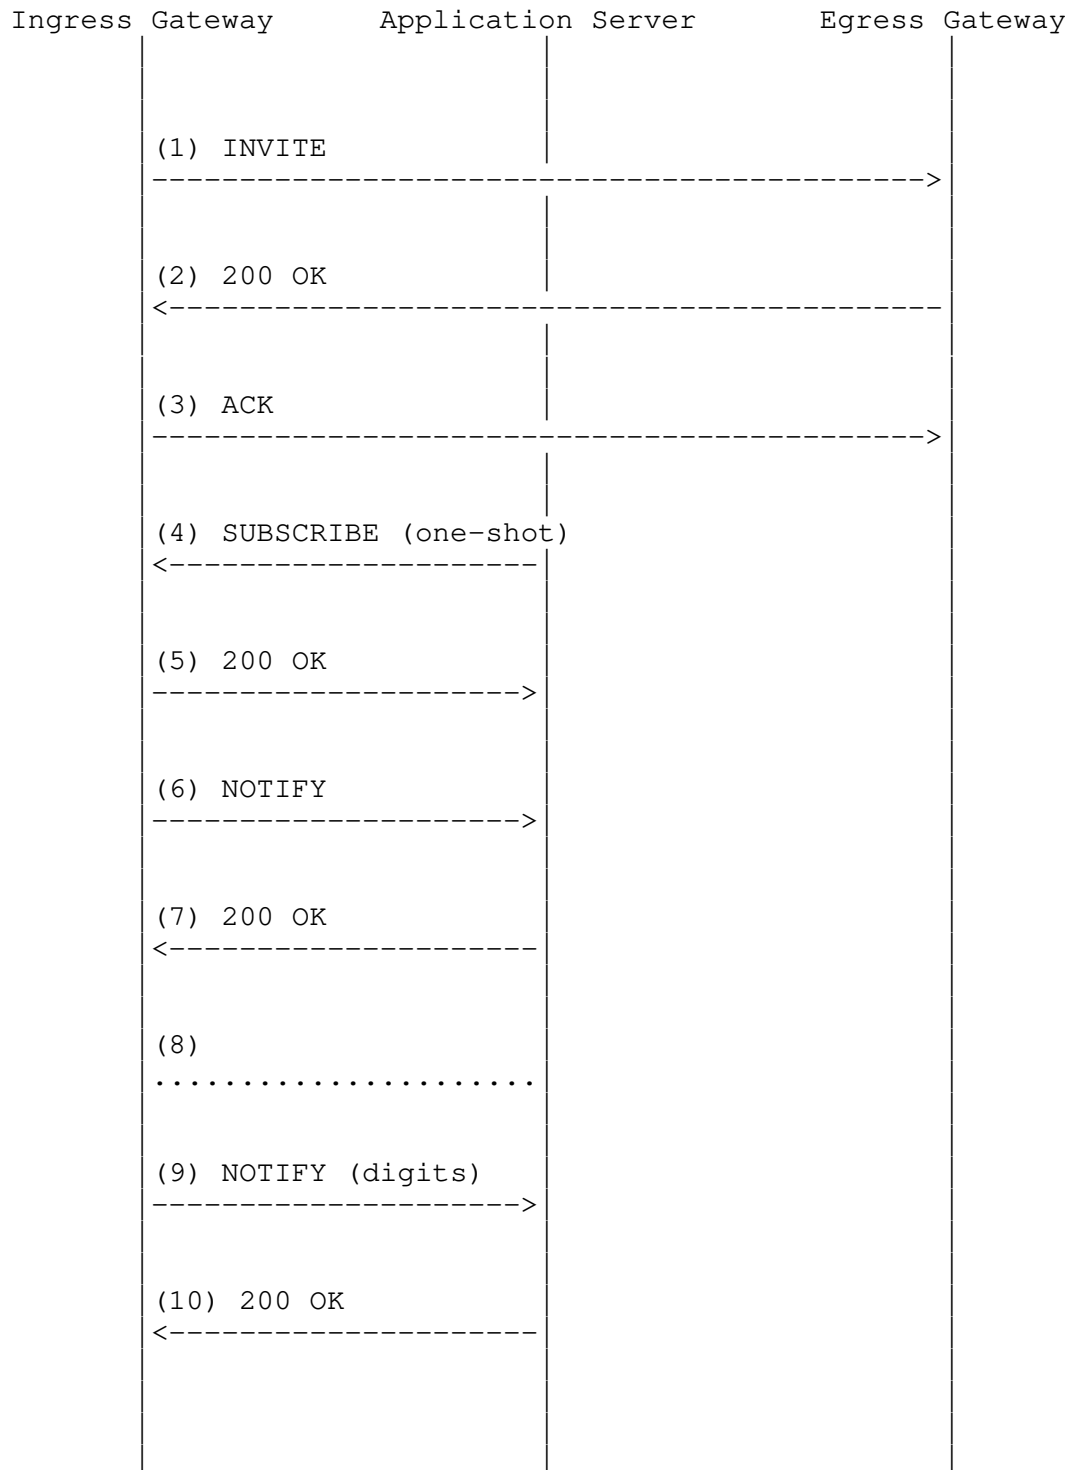 Ingress Gateway Application Server Egress Gateway
(1) INVITE
(2) 200 OK
(3) ACK
(4) SUBSCRIBE (one-shot)
(5) 200 OK
(6) NOTIFY
(7) 200 OK
(8)
......................
(9) NOTIFY (digits)
(10) 200 OK